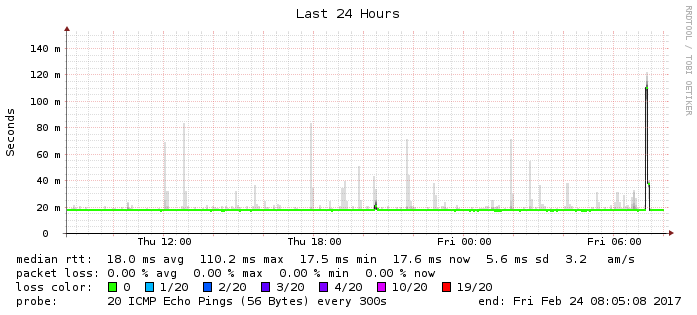 Last 24 Hours
RRDTOOL / TOBI OETIKER
Seconds
140 m
120 m
100 m
80 m
60 m
40 m
20 m
0
Thu 12:00 Thu 18:00 Fri 00:00 Fri 06:00
median rtt: 18.0 ms avg 110.2 ms max 17.5 ms min 17.6 ms now 5.6 ms sd 3.2 am/s
packet loss: 0.00 % avg 0.00 % max 0.00 % min 0.00 % now
loss color: 0 1/20 2/20 3/20 4/20 10/20 19/20
probe: 20 ICMP Echo Pings (56 Bytes) every 300s end: Fri Feb 24 08:05:08 2017